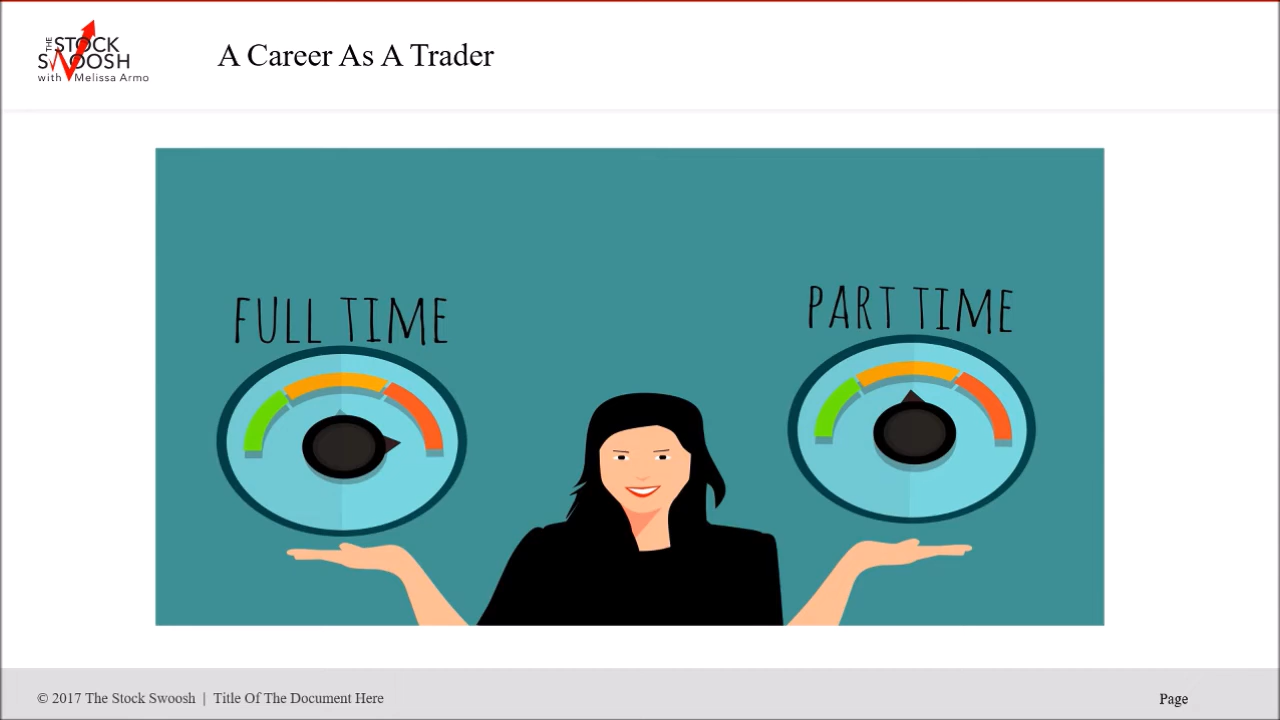 THE STOCK
SWOOSH
with Melissa Armo
A Career As A Trader
FULL TIME
PART TIME
© 2017 The Stock Swoosh | Title Of The Document Here
Page